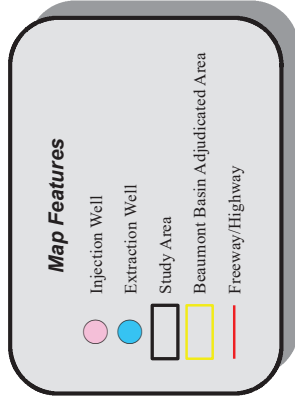 Map Features
Injection Well
Extraction Well
Study Area
Beaumont Basin Adjudicated Area
Freeway/Highway